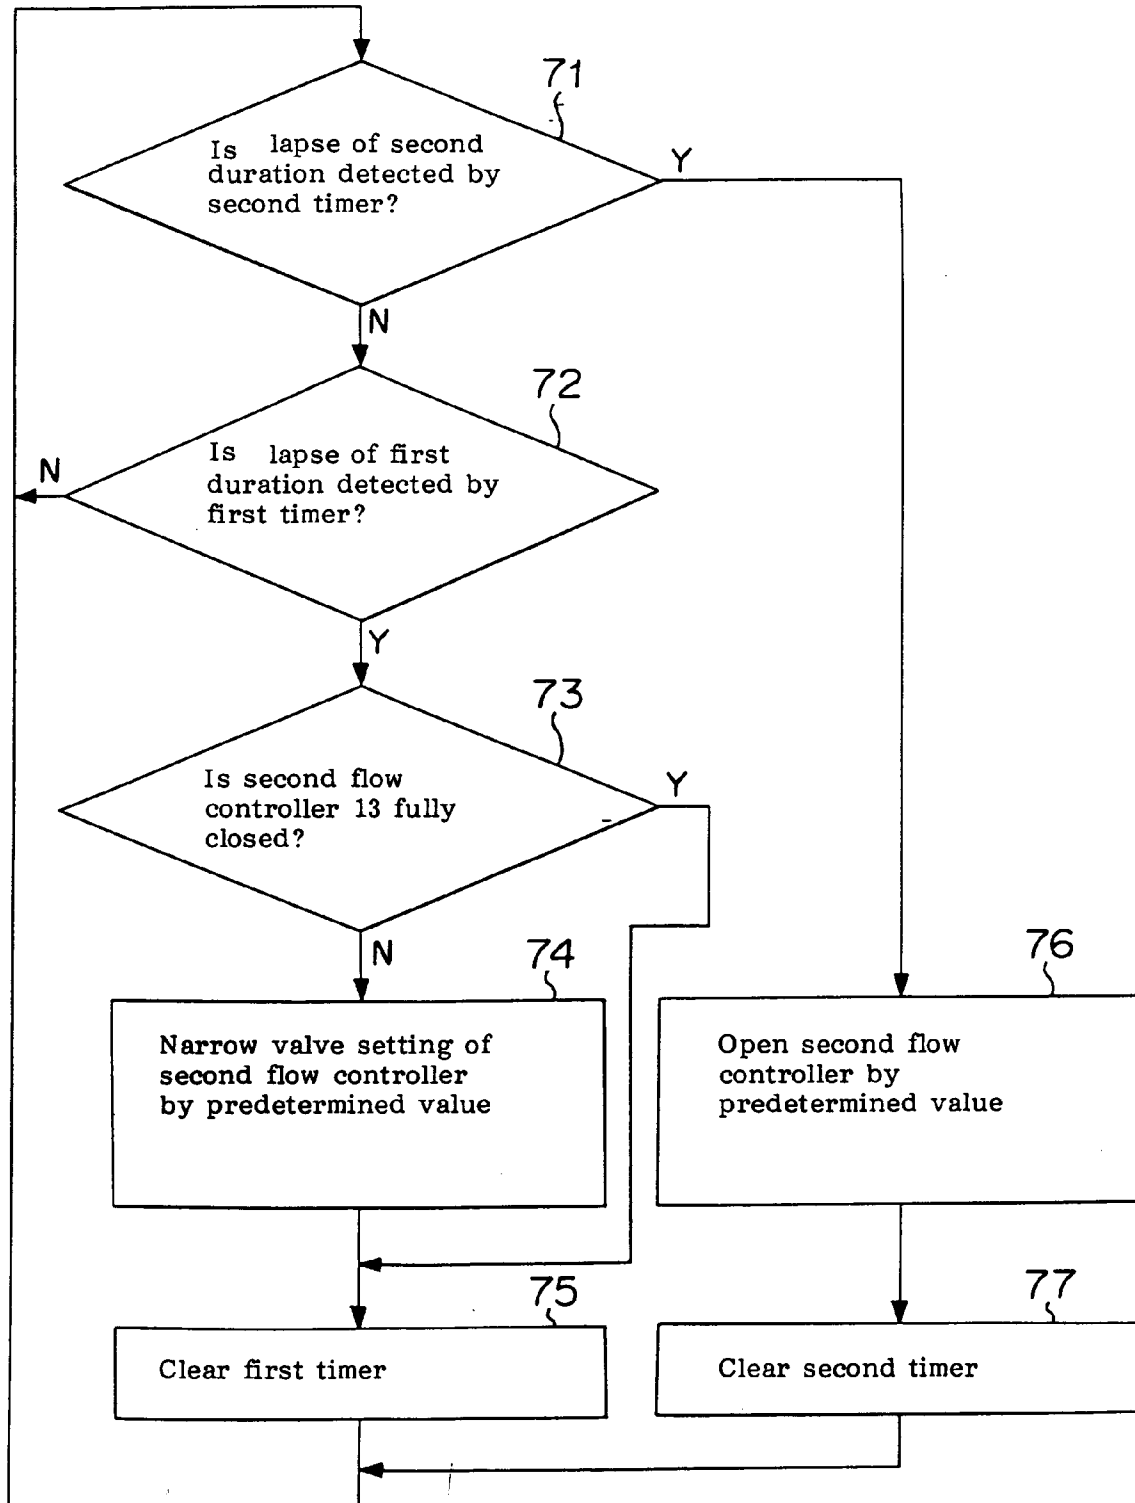 71
Is lapse of second
duration detected by
second timer?
Y
N
72
Is lapse of first
duration detected by
first timer?
N
Y
73
Is second flow
controller 13 fully
closed?
Y
N
74
Narrow valve setting of
second flow controller
by predetermined value
76
Open second flow
controller by
predetermined value
75
Clear first timer
77
Clear second timer